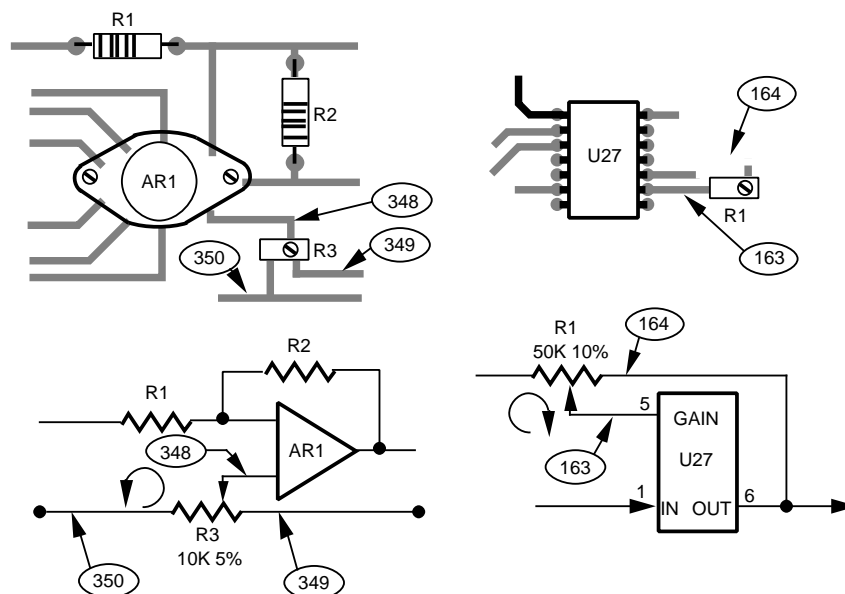 R1
R2
AR1
348
R3
349
350
164
U27
R1
163
R2
R1
AR1
348
R3
10K 5%
350
349
R1
50K 10%
164
5
GAIN
163
U27
1
6
IN OUT